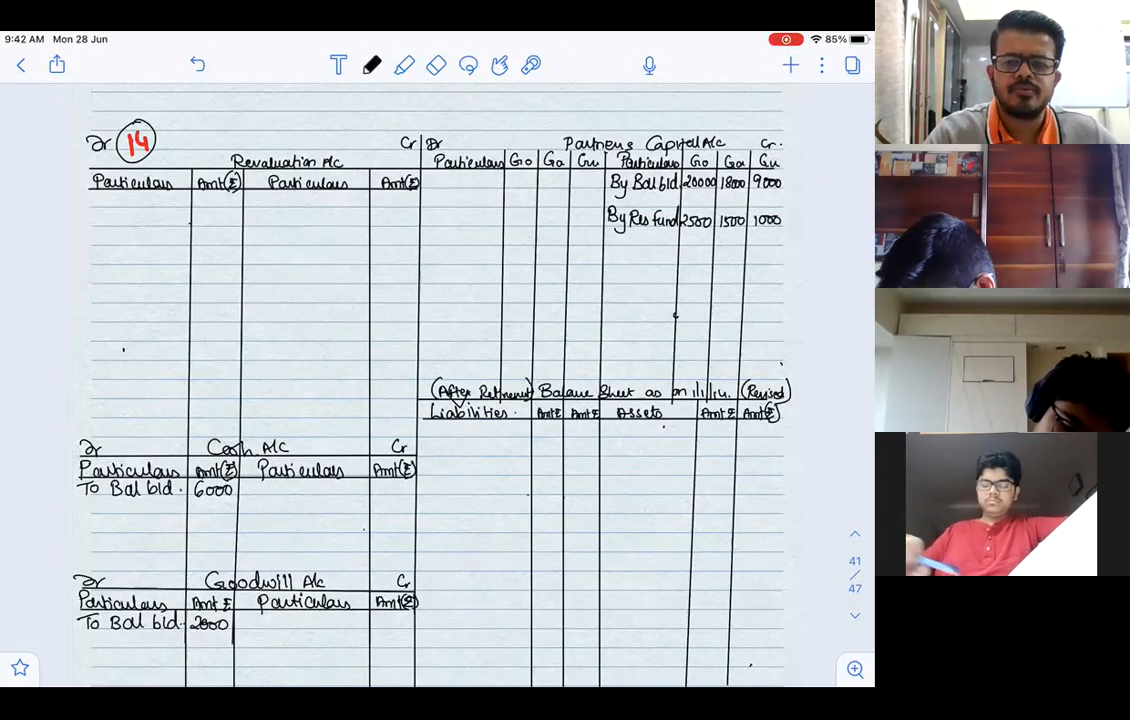 9:42 AM Mon 28 Jun
85%
T
Dr 14 Cr
Revaluation A/c
Particulars Amt(₹) Particulars Amt(₹)
Dr Partners Capital A/c Cr.
Particulars Go Ga Gu Particulars Go Ga Gu
By Bal b/d. 20000 18000 9000
By Res Fund 2500 1500 1000
(After Retirement) Balance Sheet as on 1/1/14. (Revised)
Liabilities. Amt ₹ Amt ₹ Assets Amt ₹ Amt ₹
Dr Cash A/c Cr
Particulars Amt(₹) Particulars Amt(₹)
To Bal b/d. 6000
Dr Goodwill A/c Cr
Particulars Amt ₹ Particulars Amt(₹)
To Bal b/d. 2000
41
/
47